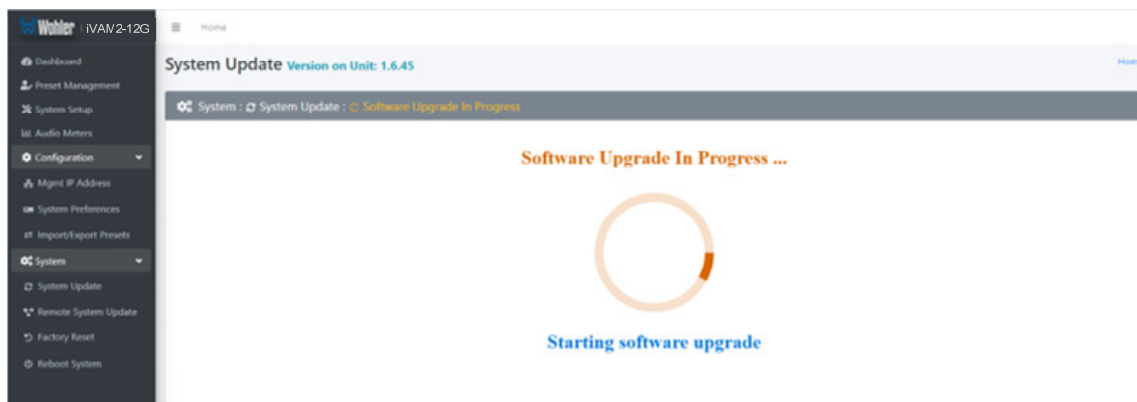 Wohler iVAM2-12G
Home
Dashboard
Preset Management
System Setup
Audio Meters
Configuration
Mgmt IP Address
System Preferences
Import/Export Presets
System
System Update
Remote System Update
Factory Reset
Reboot System
System Update Version on Unit: 1.6.45
Home
System : System Update : Software Upgrade In Progress
Software Upgrade In Progress ...
Starting software upgrade